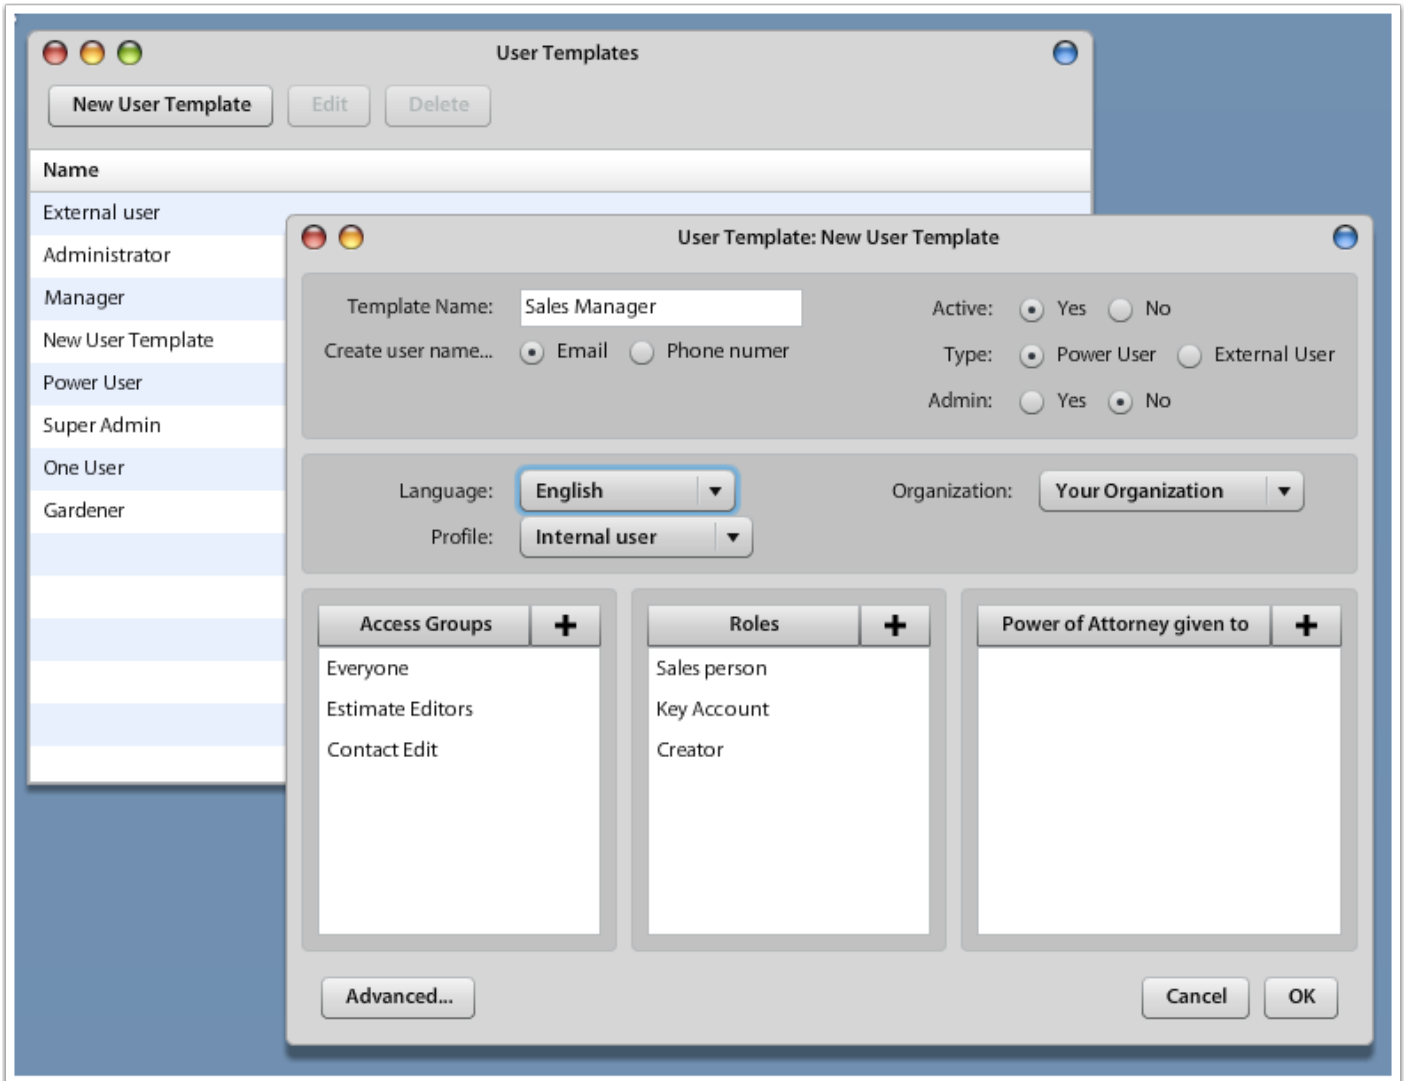 User Templates
New User Template Edit Delete
Name
External user
Administrator
Manager
New User Template
Power User
Super Admin
One User
Gardener
User Template: New User Template
Template Name: Sales Manager Active: Yes No
Create user name... Email Phone numer Type: Power User External User
Admin: Yes No
Language: English Organization: Your Organization
Profile: Internal user
Access Groups + Roles + Power of Attorney given to +
Everyone Sales person
Estimate Editors Key Account
Contact Edit Creator
Advanced... Cancel OK